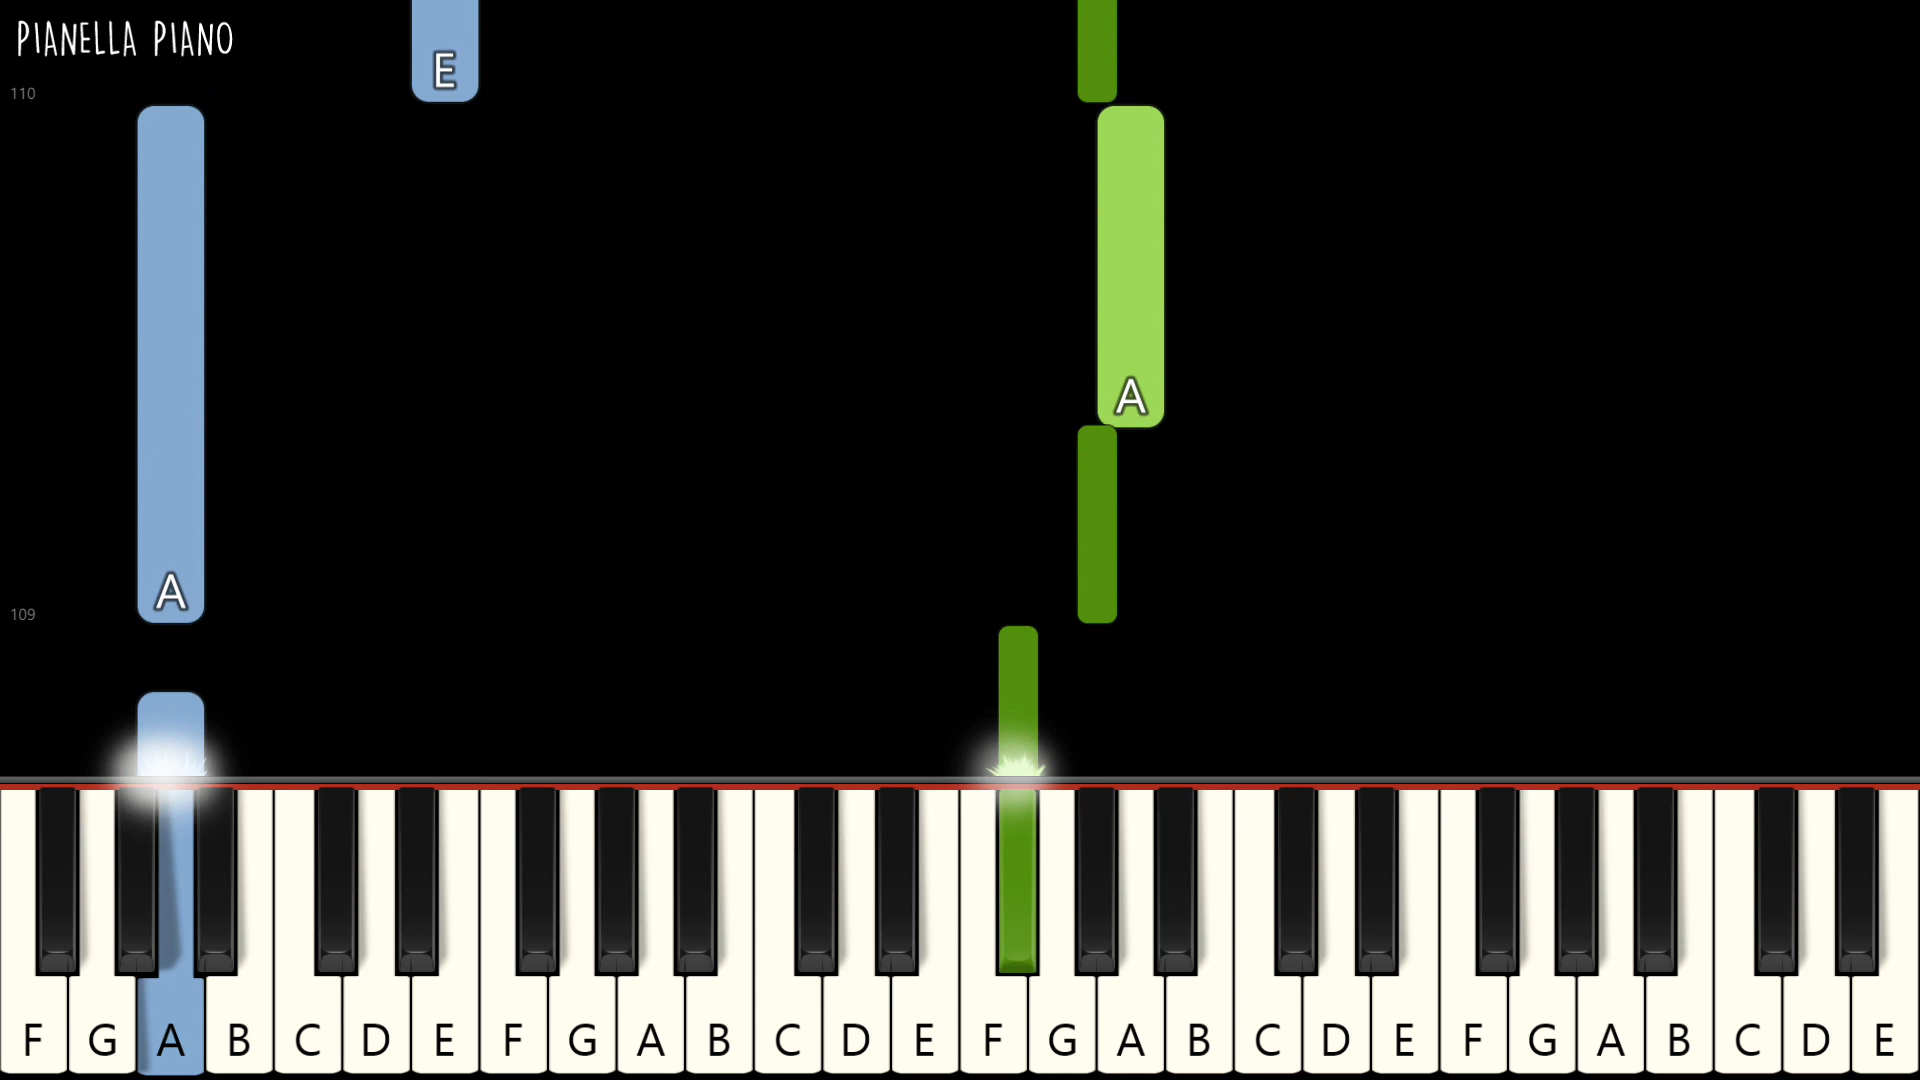 PIANELLA PIANO
E
110
A
A
109
F G A B C D E F G A B C D E F G A B C D E F G A B C D E